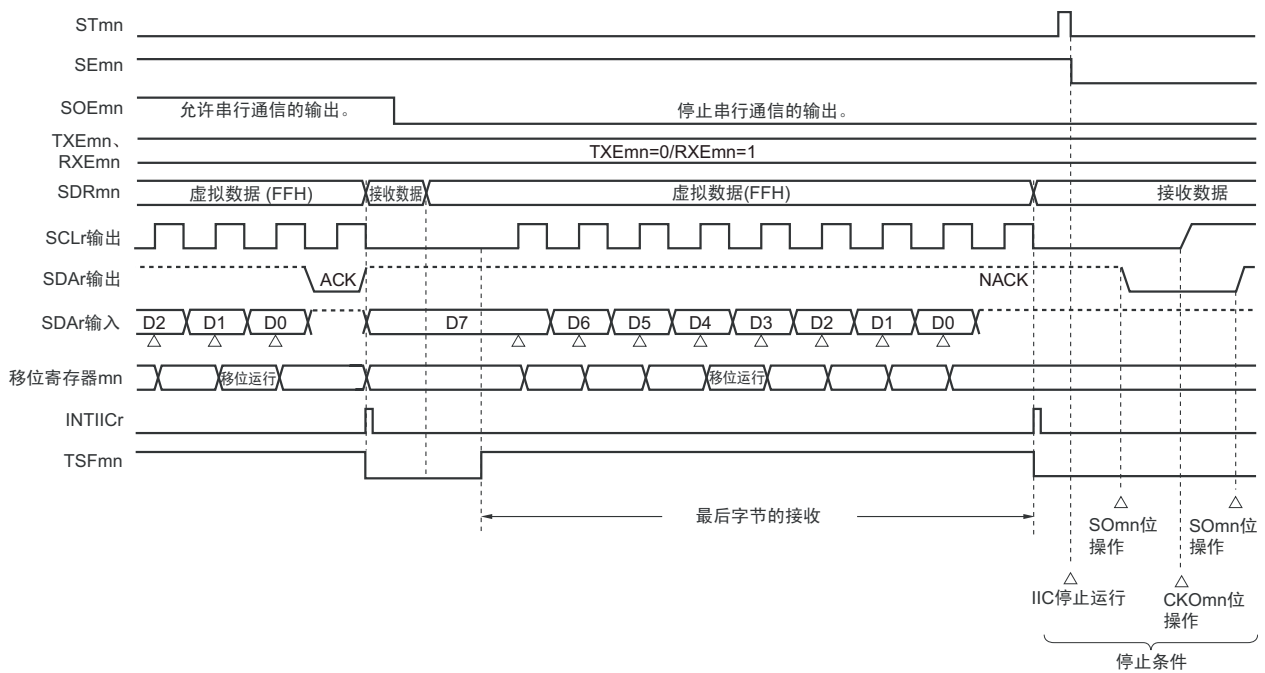 STmn
SEmn
SOEmn 允许串行通信的输出。 停止串行通信的输出。
TXEmn、
RXEmn
TXEmn=0/RXEmn=1
SDRmn 虚拟数据 (FFH) 接收数据 虚拟数据(FFH) 接收数据
SCLr输出
SDAr输出 ACK NACK
SDAr输入 D2 D1 D0 D7 D6 D5 D4 D3 D2 D1 D0
移位寄存器mn 移位运行 移位运行
INTIICr
TSFmn
最后字节的接收
SOmn位
操作
SOmn位
操作
IIC停止运行
CKOmn位
操作
停止条件